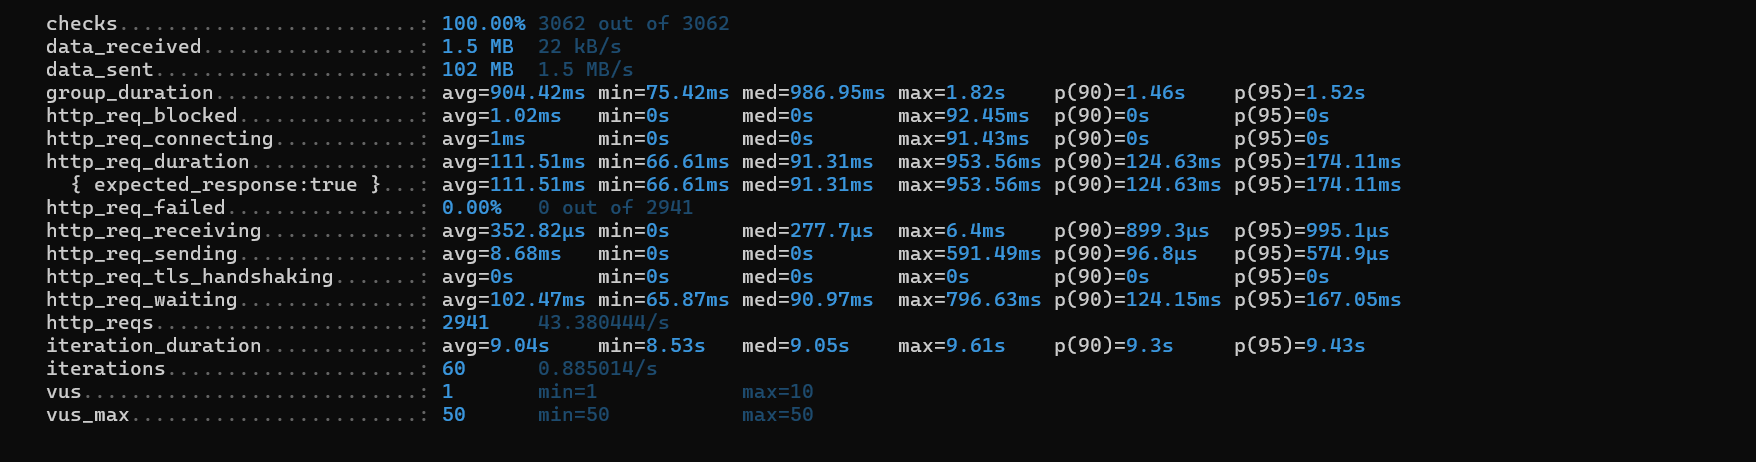 checks.........................: 100.00% 3062 out of 3062
data_received..................: 1.5 MB  22 kB/s
data_sent......................: 102 MB  1.5 MB/s
group_duration.................: avg=904.42ms min=75.42ms med=986.95ms max=1.82s    p(90)=1.46s    p(95)=1.52s
http_req_blocked...............: avg=1.02ms   min=0s      med=0s       max=92.45ms  p(90)=0s       p(95)=0s
http_req_connecting............: avg=1ms      min=0s      med=0s       max=91.43ms  p(90)=0s       p(95)=0s
http_req_duration..............: avg=111.51ms min=66.61ms med=91.31ms  max=953.56ms p(90)=124.63ms p(95)=174.11ms
  { expected_response:true }...: avg=111.51ms min=66.61ms med=91.31ms  max=953.56ms p(90)=124.63ms p(95)=174.11ms
http_req_failed................: 0.00%   0 out of 2941
http_req_receiving.............: avg=352.82µs min=0s      med=277.7µs  max=6.4ms    p(90)=899.3µs  p(95)=995.1µs
http_req_sending...............: avg=8.68ms   min=0s      med=0s       max=591.49ms p(90)=96.8µs   p(95)=574.9µs
http_req_tls_handshaking.......: avg=0s       min=0s      med=0s       max=0s       p(90)=0s       p(95)=0s
http_req_waiting...............: avg=102.47ms min=65.87ms med=90.97ms  max=796.63ms p(90)=124.15ms p(95)=167.05ms
http_reqs......................: 2941    43.380444/s
iteration_duration.............: avg=9.04s    min=8.53s   med=9.05s    max=9.61s    p(90)=9.3s     p(95)=9.43s
iterations.....................: 60      0.885014/s
vus............................: 1       min=1            max=10
vus_max........................: 50      min=50           max=50